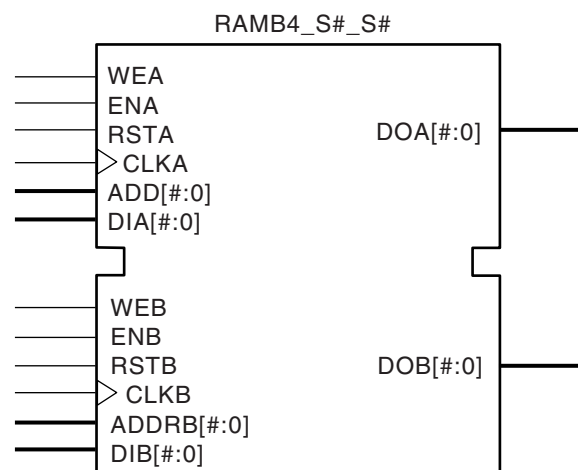 RAMB4_S#_S#
WEA
ENA
RSTA
DOA[#:0]
CLKA
ADD[#:0]
DIA[#:0]
WEB
ENB
RSTB
DOB[#:0]
CLKB
ADDRB[#:0]
DIB[#:0]